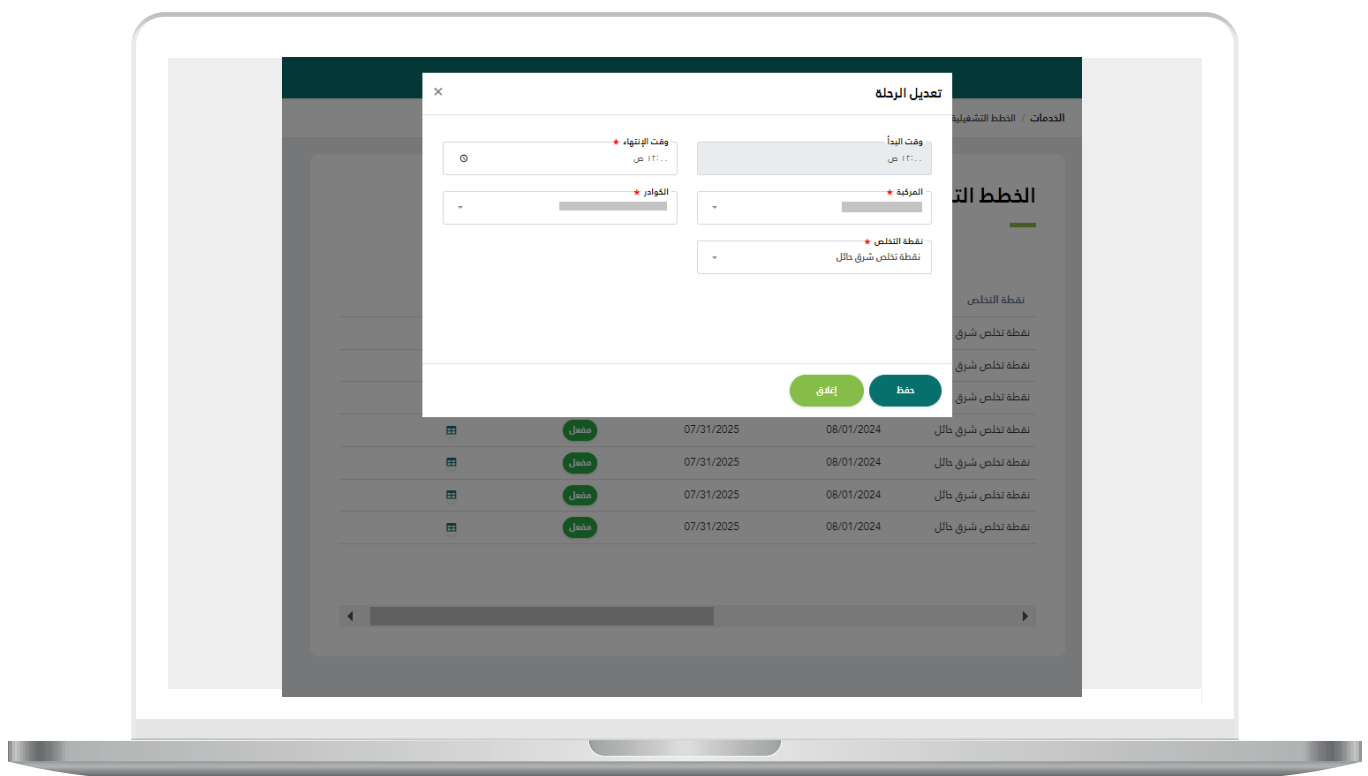 تعديل الرحلة ×
الخدمات / الخطط التشغيلية
وقت البدأ
١٢:٠٠ ص
وقت الإنتهاء *
١٢:٠٠ ص
المركبة *
الكوادر *
نقطة التخلص *
نقطة تخلص شرق حائل
الخطط الت
نقطة التخلص
نقطة تخلص شرق
نقطة تخلص شرق
نقطة تخلص شرق
حفظ إغلاق
نقطة تخلص شرق حائل 08/01/2024 07/31/2025 مفعل
نقطة تخلص شرق حائل 08/01/2024 07/31/2025 مفعل
نقطة تخلص شرق حائل 08/01/2024 07/31/2025 مفعل
نقطة تخلص شرق حائل 08/01/2024 07/31/2025 مفعل